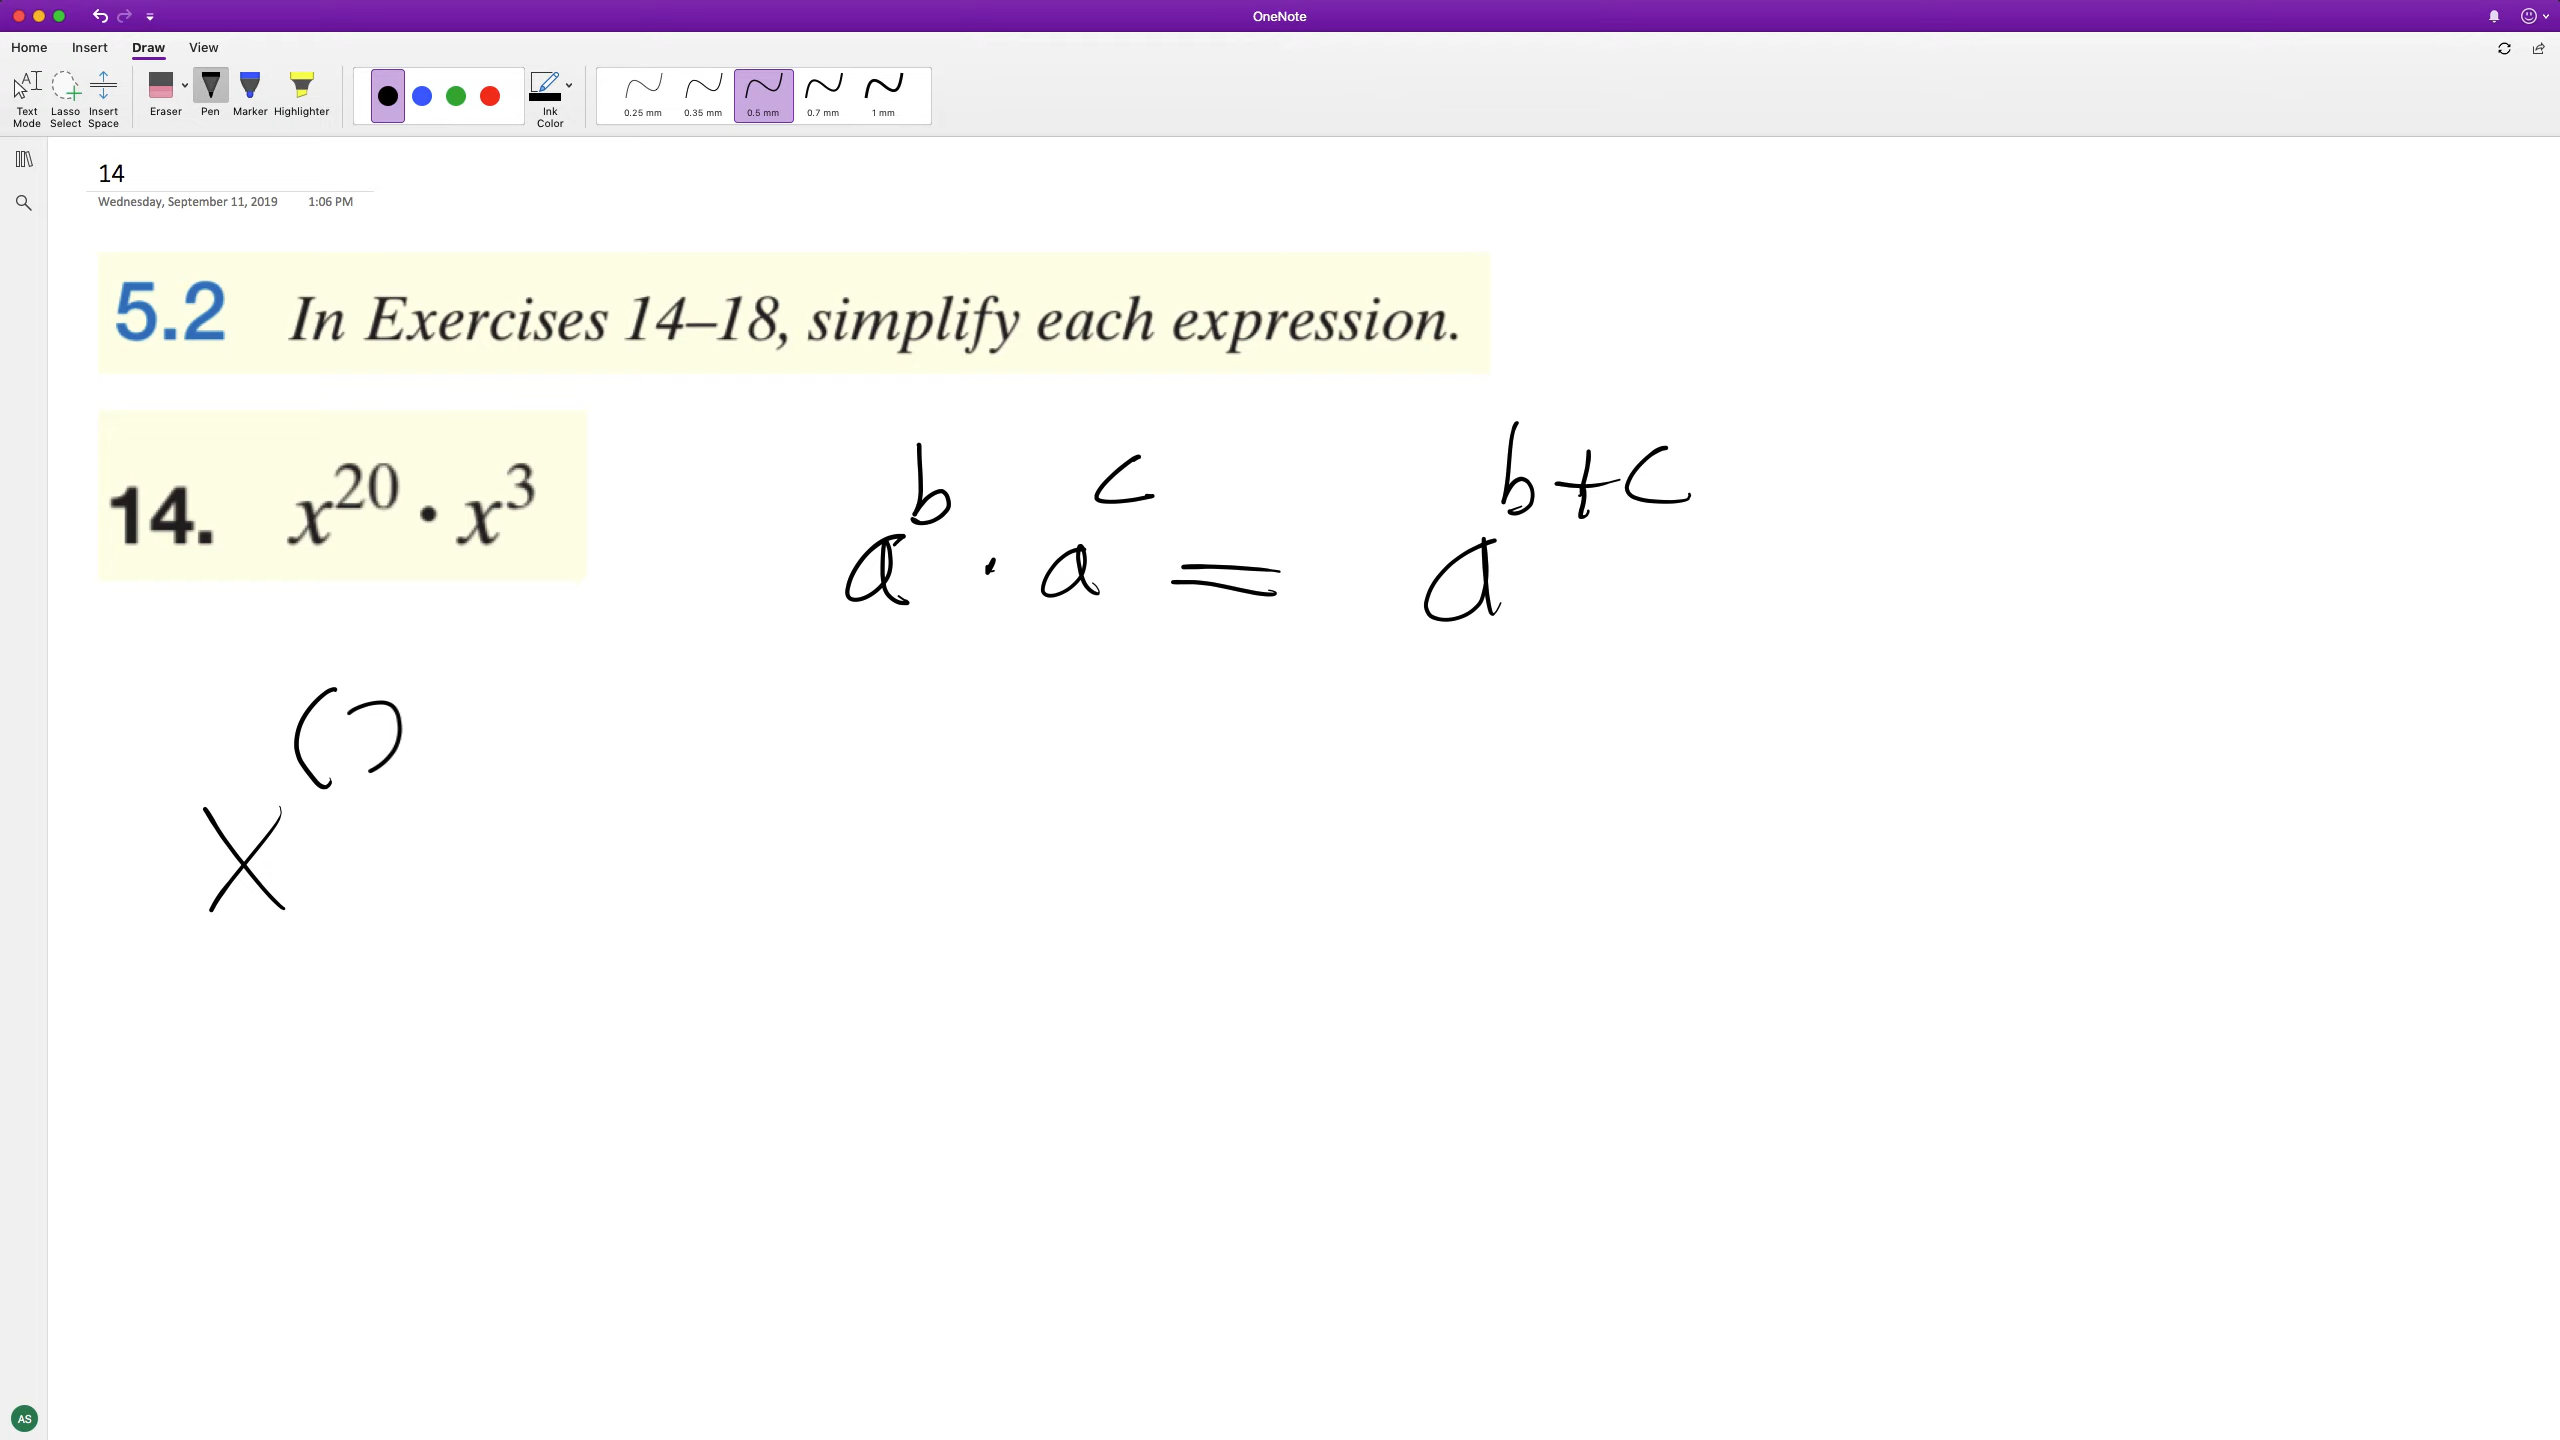 OneNote
Home Insert Draw View
Text Mode Lasso Select Insert Space Eraser Pen Marker Highlighter Ink Color 0.25 mm 0.35 mm 0.5 mm 0.7 mm 1 mm
14
Wednesday, September 11, 2019 1:06 PM
5.2 In Exercises 14–18, simplify each expression.
14. x^20 · x^3
a^b · a^c = a^b+c
x^()
AS